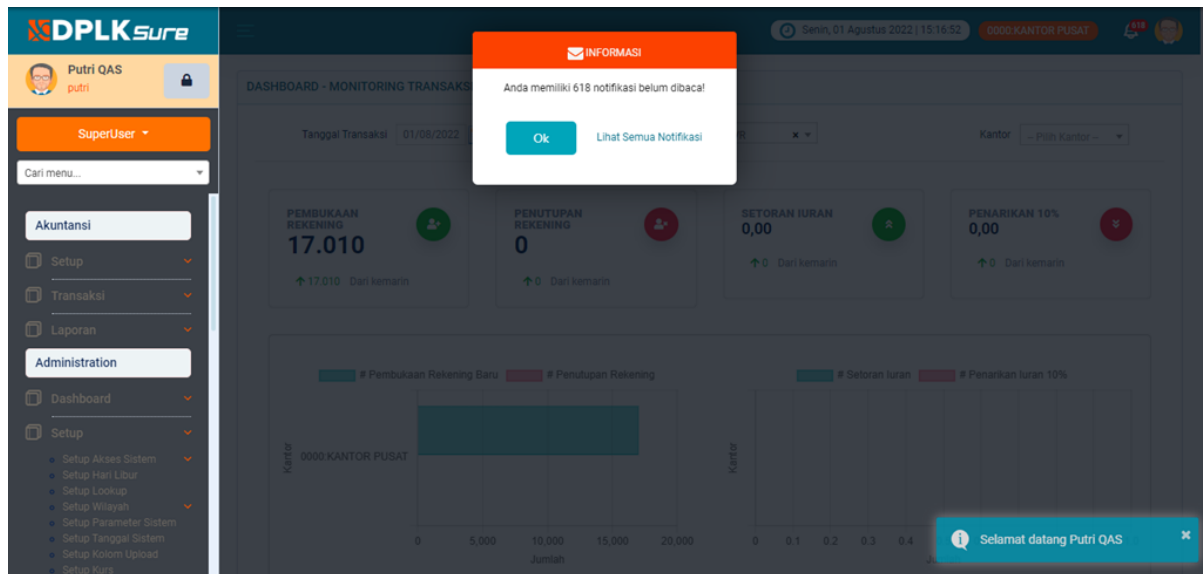 DPLKSure
Senin, 01 Agustus 2022 | 15:16:52
0000:KANTOR PUSAT
618
Putri QAS
putri
SuperUser
Cari menu...
Akuntansi
Setup
Transaksi
Laporan
Administration
Dashboard
Setup
Setup Akses Sistem
Setup Hari Libur
Setup Lookup
Setup Wilayah
Setup Parameter Sistem
Setup Tanggal Sistem
Setup Kolom Upload
Setup Kurs
INFORMASI
Anda memiliki 618 notifikasi belum dibaca!
Ok
Lihat Semua Notifikasi
DASHBOARD - MONITORING TRANSAKSI
Tanggal Transaksi
01/08/2022
Kantor
-- Pilih Kantor --
PEMBUKAAN
REKENING
17.010
17.010 Dari kemarin
PENUTUPAN
REKENING
0
0 Dari kemarin
SETORAN IURAN
0,00
0 Dari kemarin
PENARIKAN 10%
0,00
0 Dari kemarin
# Pembukaan Rekening Baru
# Penutupan Rekening
Kantor
0000:KANTOR PUSAT
0 5,000 10,000 15,000 20,000
Jumlah
# Setoran Iuran
# Penarikan Iuran 10%
Kantor
0 0.1 0.2 0.3 0.4
Selamat datang Putri QAS